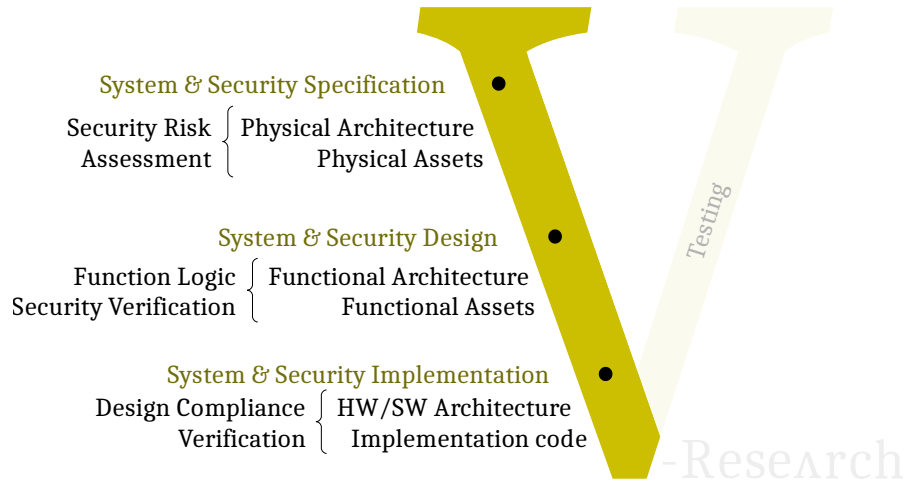 System & Security Specification
Security Risk Assessment
Physical Architecture
Physical Assets
System & Security Design
Function Logic
Security Verification
Functional Architecture
Functional Assets
System & Security Implementation
Design Compliance
Verification
HW/SW Architecture
Implementation code
Testing
V-Reseʌrch